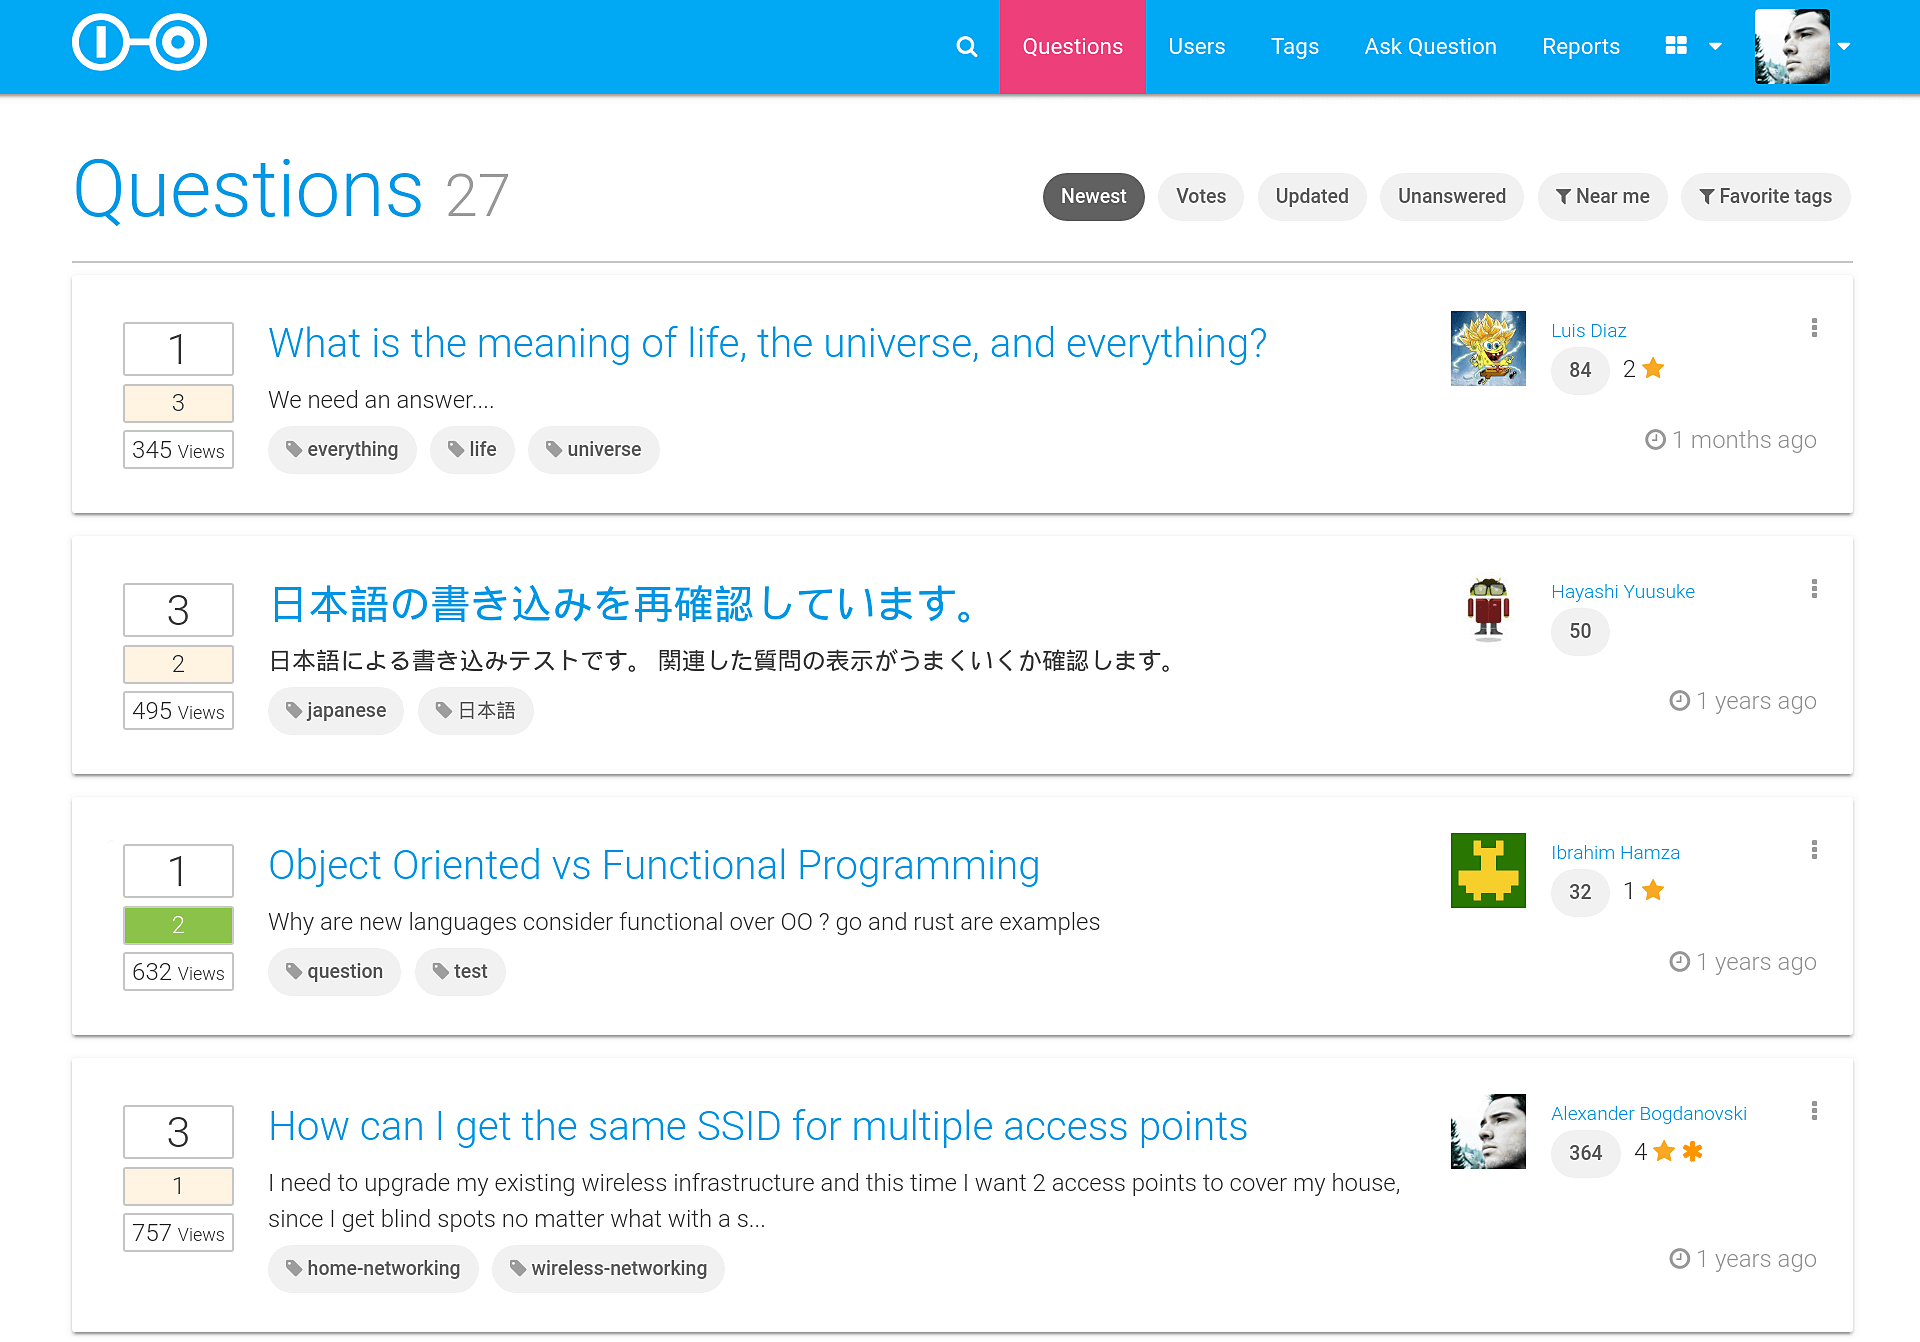 Questions Users Tags Ask Question Reports
Questions 27
Newest Votes Updated Unanswered Near me Favorite tags
1
3
345 Views
What is the meaning of life, the universe, and everything?
We need an answer....
everything life universe
Luis Diaz
84 2
1 months ago
3
2
495 Views
日本語の書き込みを再確認しています。
日本語による書き込みテストです。 関連した質問の表示がうまくいくか確認します。
japanese 日本語
Hayashi Yuusuke
50
1 years ago
1
2
632 Views
Object Oriented vs Functional Programming
Why are new languages consider functional over OO ? go and rust are examples
question test
Ibrahim Hamza
32 1
1 years ago
3
1
757 Views
How can I get the same SSID for multiple access points
I need to upgrade my existing wireless infrastructure and this time I want 2 access points to cover my house,
since I get blind spots no matter what with a s...
home-networking wireless-networking
Alexander Bogdanovski
364 4
1 years ago